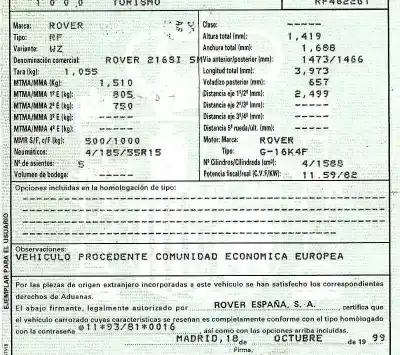 TURISMO
Marca: ROVER Clase: -----
Tipo: RF Altura total (mm): 1,419
Variante: WZ Anchura total (mm): 1,688
Denominación comercial: ROVER 216SI 5M Vía anterior/posterior (mm): 1473/1466
Tara (kg): 1,055 Longitud total (mm): 3,973
MTMA/MMA (Kg): 1,510 Voladizo posterior (mm): 657
MTMA/MMA 1º E (kg): 805 Distancia eje 1º/2º (mm): 2,499
MTMA/MMA 2º E (kg): 750 Distancia eje 2º/3º (mm): -----
MTMA/MMA 3º E (kg): ----- Distancia eje 3º/4º (mm): -----
MTMA/MMA 4º E (kg): ----- Distancia 5ª rueda/últ. (mm): -----
MMR S/F, c/F (kg): 500/1000 Motor: Marca: ROVER
Neumáticos: 4/185/55R15 Tipo: G-16K4F
Nº de asientos: 5 Nº Cilindros/Cilindrada (cm³): 4/1588
Volumen de bodega: ----- Potencia fiscal/real (C.V.F/KW): 11.59/82
Opciones incluidas en la homologación de tipo:
Observaciones:
VEHICULO PROCEDENTE COMUNIDAD ECONOMICA EUROPEA
Por las piezas de origen extranjero incorporadas a este vehículo se han satisfecho los correspondientes
derechos de Aduanas.
El abajo firmante, legalmente autorizado por ROVER ESPAÑA, S. A. , certifica que
el vehículo carrozado cuyas características se reseñan es completamente conforme con el tipo homologado
con la contraseña e11*93/81*0016 , así como con las opciones arriba incluidas.
MADRID, 18 de OCTUBRE de 19 99
Firma,
EJEMPLAR PARA EL USUARIO